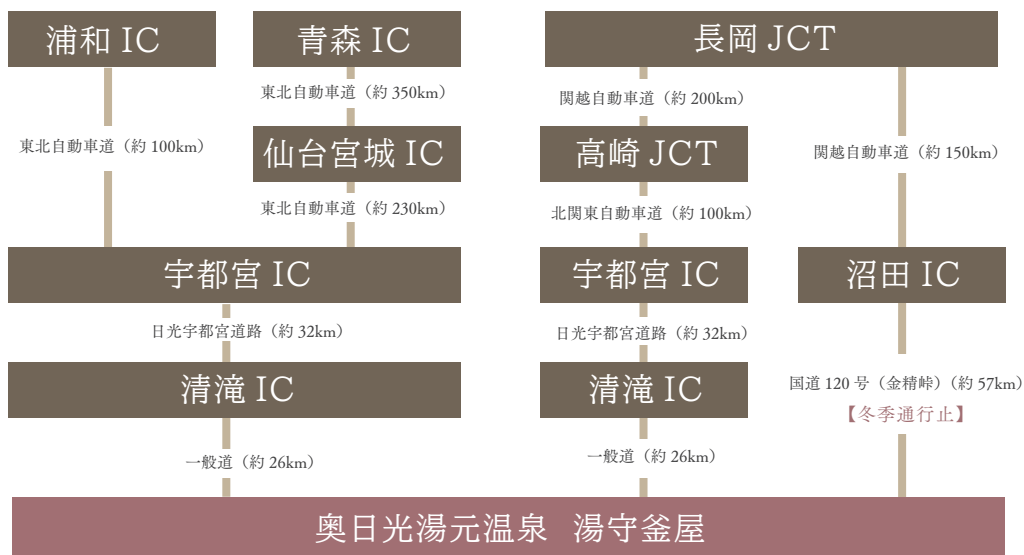 浦和 IC
青森 IC
長岡 JCT
東北自動車道（約 350km）
関越自動車道（約 200km）
東北自動車道（約 100km）
仙台宮城 IC
高崎 JCT
関越自動車道（約 150km）
東北自動車道（約 230km）
北関東自動車道（約 100km）
宇都宮 IC
宇都宮 IC
沼田 IC
日光宇都宮道路（約 32km）
日光宇都宮道路（約 32km）
清滝 IC
清滝 IC
国道 120 号（金精峠）（約 57km）
【冬季通行止】
一般道（約 26km）
一般道（約 26km）
奥日光湯元温泉 湯守釜屋